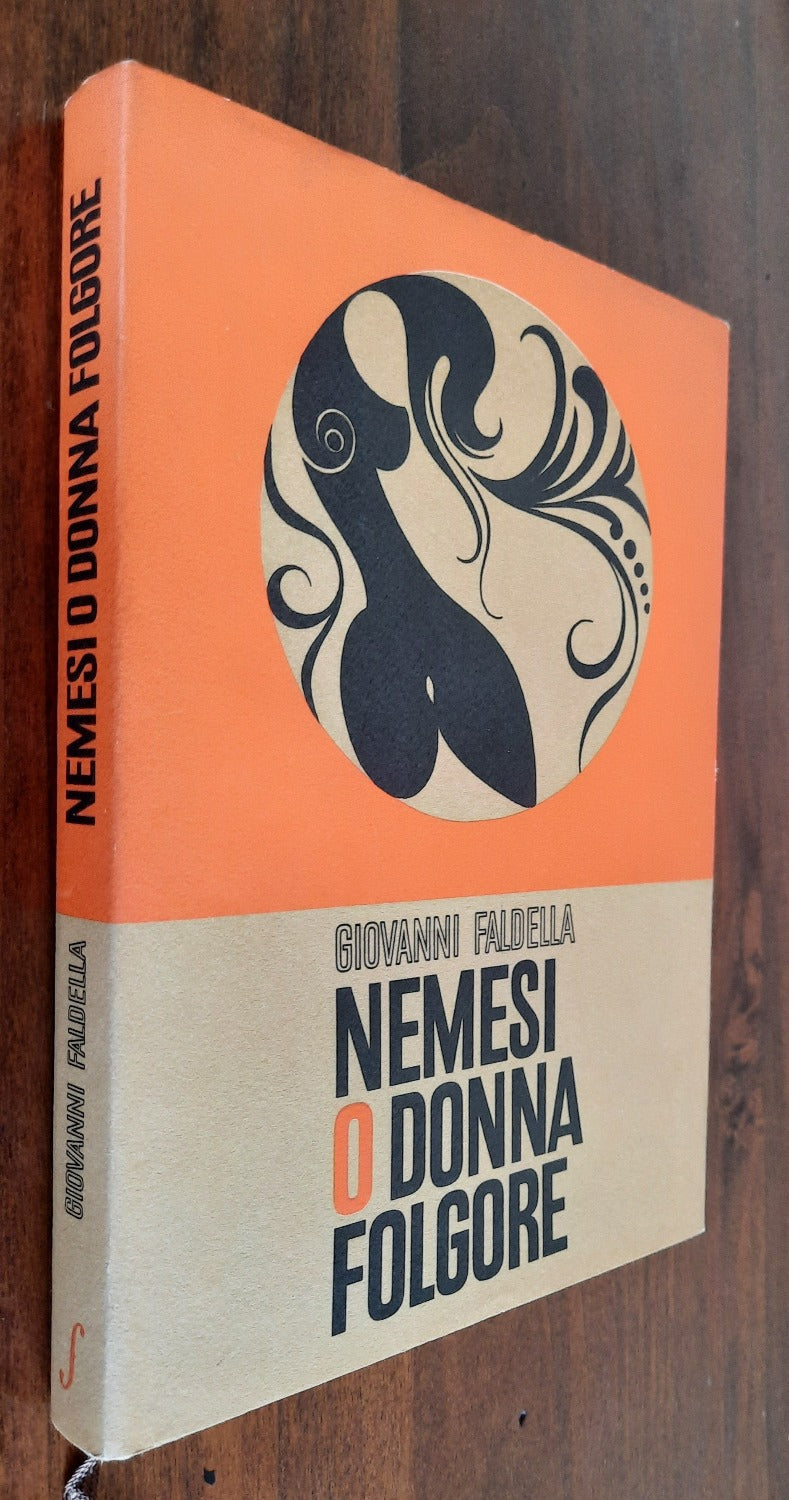 NEMESI O DONNA FOLGORE
GIOVANNI FALDELLA
GIOVANNI FALDELLA
NEMESI
O DONNA
FOLGORE